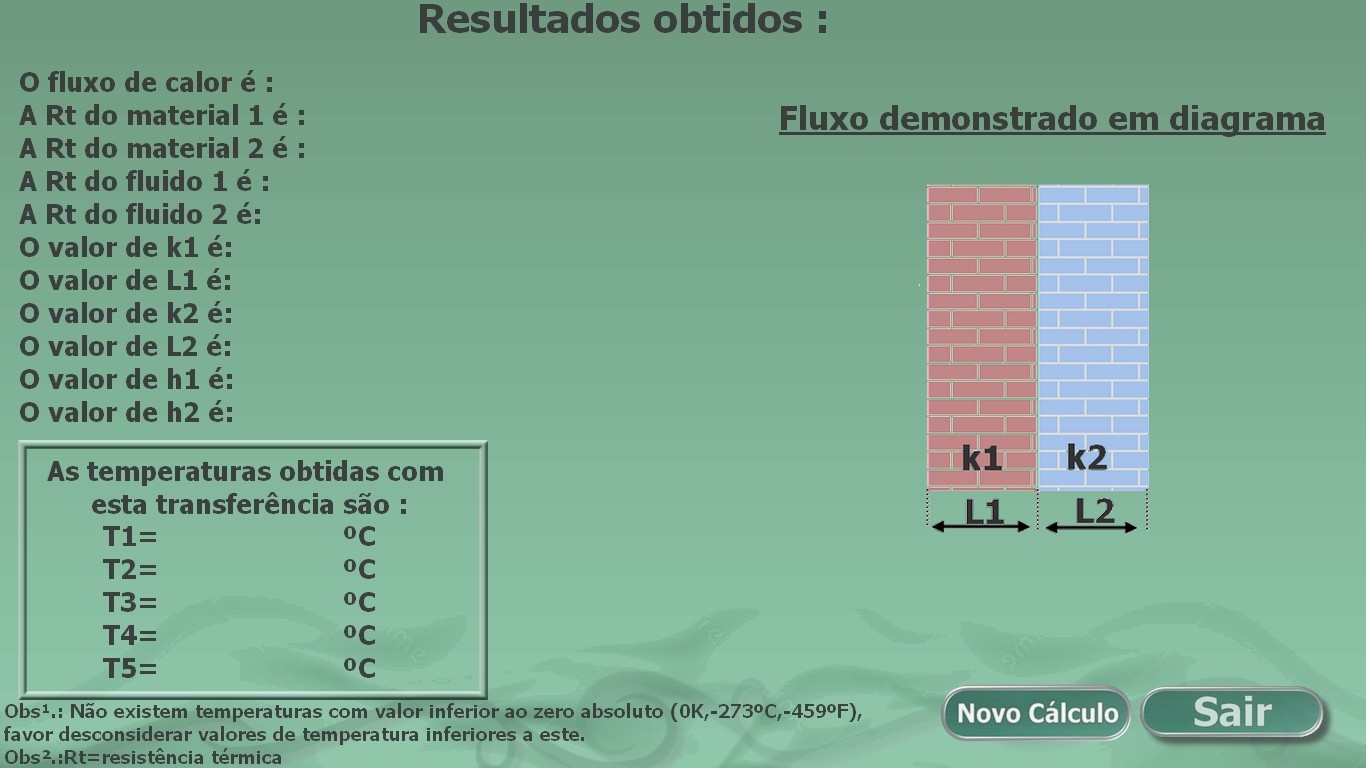 Resultados obtidos :
O fluxo de calor é :
A Rt do material 1 é :
A Rt do material 2 é :
A Rt do fluido 1 é :
A Rt do fluido 2 é:
O valor de k1 é:
O valor de L1 é:
O valor de k2 é:
O valor de L2 é:
O valor de h1 é:
O valor de h2 é:
As temperaturas obtidas com
esta transferência são :
T1= ºC
T2= ºC
T3= ºC
T4= ºC
T5= ºC
Obs¹.: Não existem temperaturas com valor inferior ao zero absoluto (0K,-273ºC,-459ºF),
favor desconsiderar valores de temperatura inferiores a este.
Obs².:Rt=resistência térmica
Fluxo demonstrado em diagrama
k1 k2
L1 L2
Novo Cálculo Sair